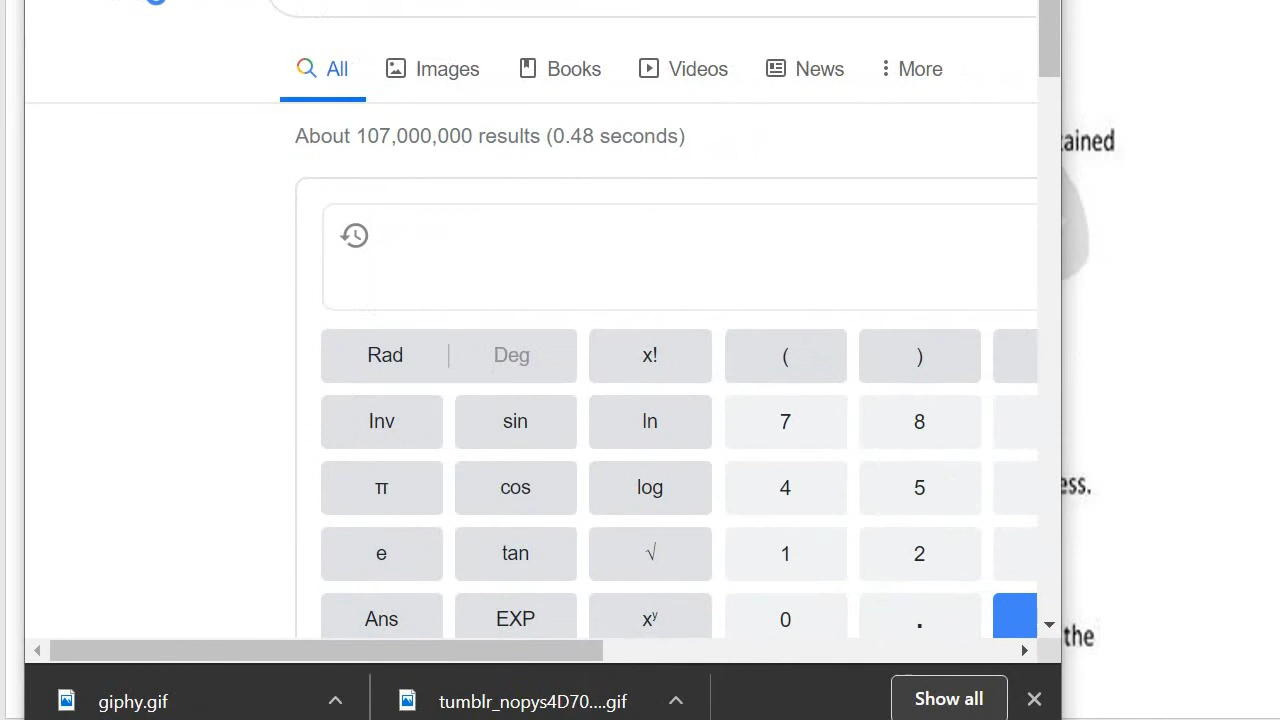 All Images Books Videos News More
About 107,000,000 results (0.48 seconds)
Rad | Deg x! ( )
Inv sin ln 7 8
π cos log 4 5
e tan √ 1 2
Ans EXP xʸ 0 .
giphy.gif tumblr_nopys4D70....gif Show all
tained
ess.
the